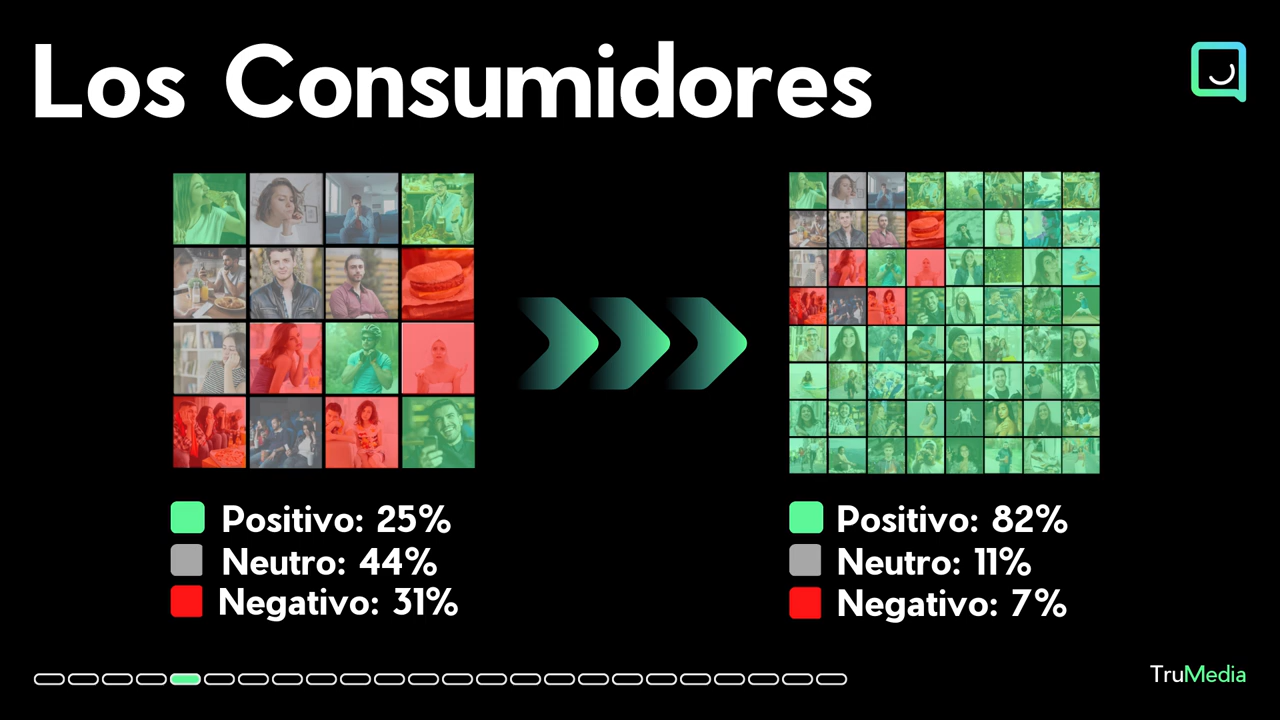 Los Consumidores
Positivo: 25%
Neutro: 44%
Negativo: 31%
Positivo: 82%
Neutro: 11%
Negativo: 7%
TruMedia